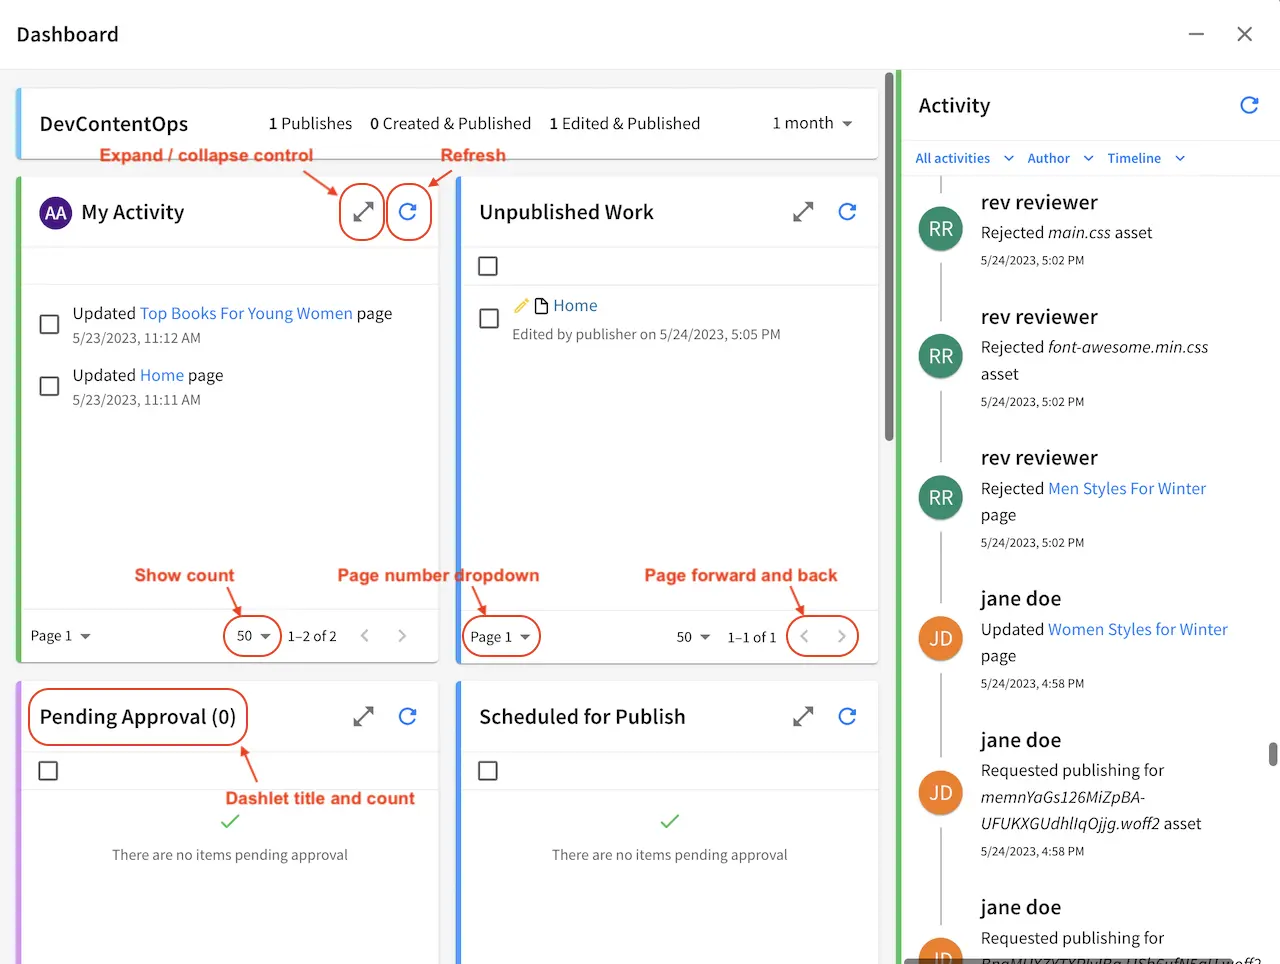 Dashboard
DevContentOps
1 Publishes
0 Created & Published
1 Edited & Published
1 month
Expand / collapse control
Refresh
AA
My Activity
Updated Top Books For Young Women page
5/23/2023, 11:12 AM
Updated Home page
5/23/2023, 11:11 AM
Show count
Page 1
50
1–2 of 2
Unpublished Work
Home
Edited by publisher on 5/24/2023, 5:05 PM
Page number dropdown
Page forward and back
Page 1
50
1–1 of 1
Pending Approval (0)
Dashlet title and count
There are no items pending approval
Scheduled for Publish
There are no items pending approval
Activity
All activities
Author
Timeline
RR
rev reviewer
Rejected main.css asset
5/24/2023, 5:02 PM
RR
rev reviewer
Rejected font-awesome.min.css
asset
5/24/2023, 5:02 PM
RR
rev reviewer
Rejected Men Styles For Winter
page
5/24/2023, 5:02 PM
JD
jane doe
Updated Women Styles for Winter
page
5/24/2023, 4:58 PM
JD
jane doe
Requested publishing for
memnYaGs126MiZpBA-
UFUKXGUdhlIqOjjg.woff2 asset
5/24/2023, 4:58 PM
JD
jane doe
Requested publishing for